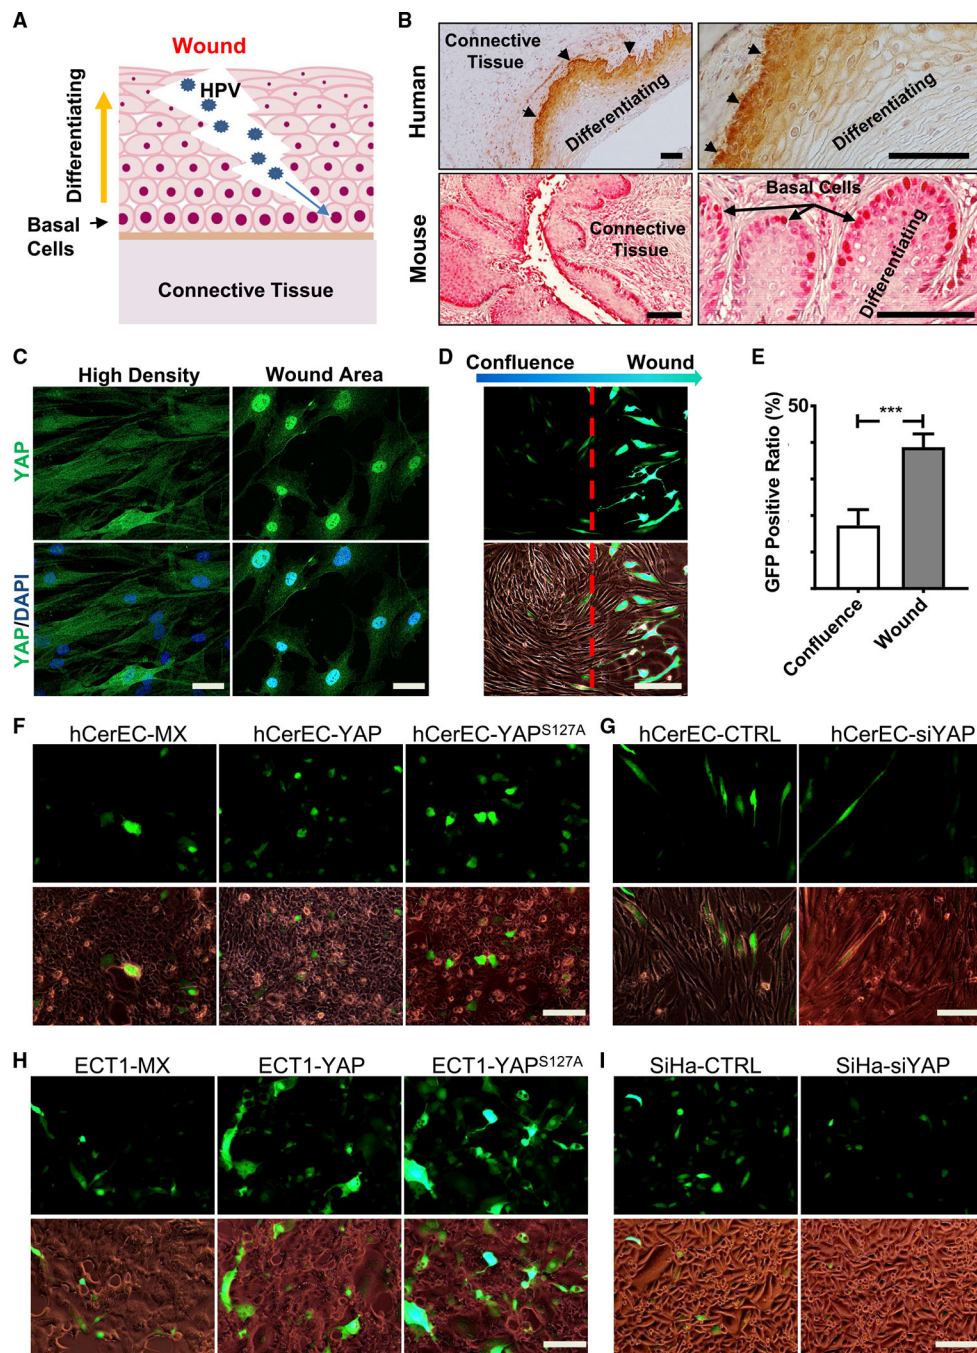 A
Wound
HPV
Differentiating
Basal
Cells
Connective Tissue
B
Human
Connective
Tissue
Differentiating
Differentiating
Mouse
Connective
Tissue
Basal Cells
Differentiating
C
High Density
Wound Area
YAP
YAP/DAPI
D
Confluence
Wound
E
GFP Positive Ratio (%)
50
***
0
Confluence
Wound
F
hCerEC-MX
hCerEC-YAP
hCerEC-YAPS127A
G
hCerEC-CTRL
hCerEC-siYAP
H
ECT1-MX
ECT1-YAP
ECT1-YAPS127A
I
SiHa-CTRL
SiHa-siYAP